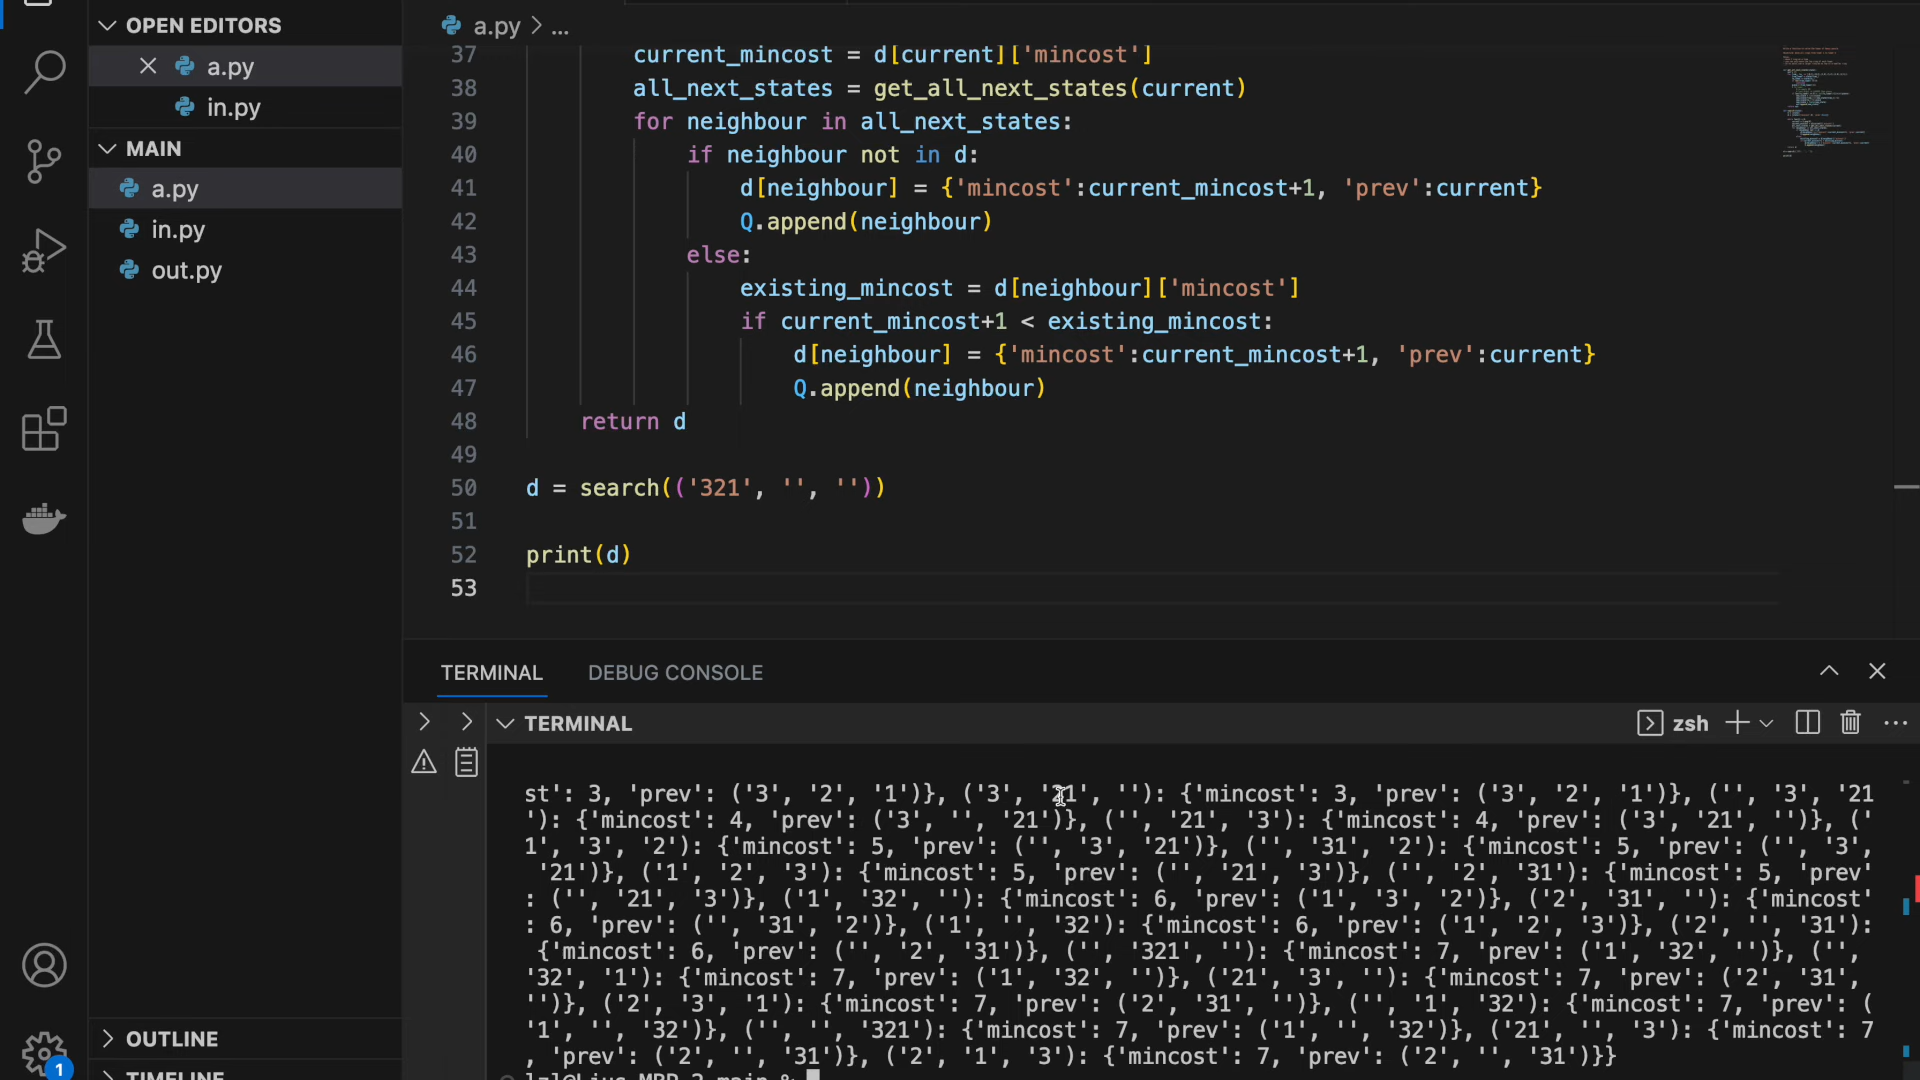 OPEN EDITORS
a.py
in.py
MAIN
a.py
in.py
out.py
OUTLINE
TIMELINE
1
a.py > ...
37 current_mincost = d[current]['mincost']
38 all_next_states = get_all_next_states(current)
39 for neighbour in all_next_states:
40 if neighbour not in d:
41 d[neighbour] = {'mincost':current_mincost+1, 'prev':current}
42 Q.append(neighbour)
43 else:
44 existing_mincost = d[neighbour]['mincost']
45 if current_mincost+1 < existing_mincost:
46 d[neighbour] = {'mincost':current_mincost+1, 'prev':current}
47 Q.append(neighbour)
48 return d
49
50 d = search(('321', '', ''))
51
52 print(d)
53
TERMINAL DEBUG CONSOLE
TERMINAL
zsh
st': 3, 'prev': ('3', '2', '1')}, ('3', '21', ''): {'mincost': 3, 'prev': ('3', '2', '1')}, ('', '3', '21
'): {'mincost': 4, 'prev': ('3', '', '21')}, ('', '21', '3'): {'mincost': 4, 'prev': ('3', '21', '')}, ('
1', '3', '2'): {'mincost': 5, 'prev': ('', '3', '21')}, ('', '31', '2'): {'mincost': 5, 'prev': ('', '3',
'21')}, ('1', '2', '3'): {'mincost': 5, 'prev': ('', '21', '3')}, ('', '2', '31'): {'mincost': 5, 'prev'
: ('', '21', '3')}, ('1', '32', ''): {'mincost': 6, 'prev': ('1', '3', '2')}, ('2', '31', ''): {'mincost'
: 6, 'prev': ('', '31', '2')}, ('1', '', '32'): {'mincost': 6, 'prev': ('1', '2', '3')}, ('2', '', '31'):
{'mincost': 6, 'prev': ('', '2', '31')}, ('', '321', ''): {'mincost': 7, 'prev': ('1', '32', '')}, ('',
'32', '1'): {'mincost': 7, 'prev': ('1', '32', '')}, ('21', '3', ''): {'mincost': 7, 'prev': ('2', '31',
'')}, ('2', '3', '1'): {'mincost': 7, 'prev': ('2', '31', '')}, ('', '1', '32'): {'mincost': 7, 'prev': (
'1', '', '32')}, ('', '', '321'): {'mincost': 7, 'prev': ('1', '', '32')}, ('21', '', '3'): {'mincost': 7
, 'prev': ('2', '', '31')}, ('2', '1', '3'): {'mincost': 7, 'prev': ('2', '', '31')}}